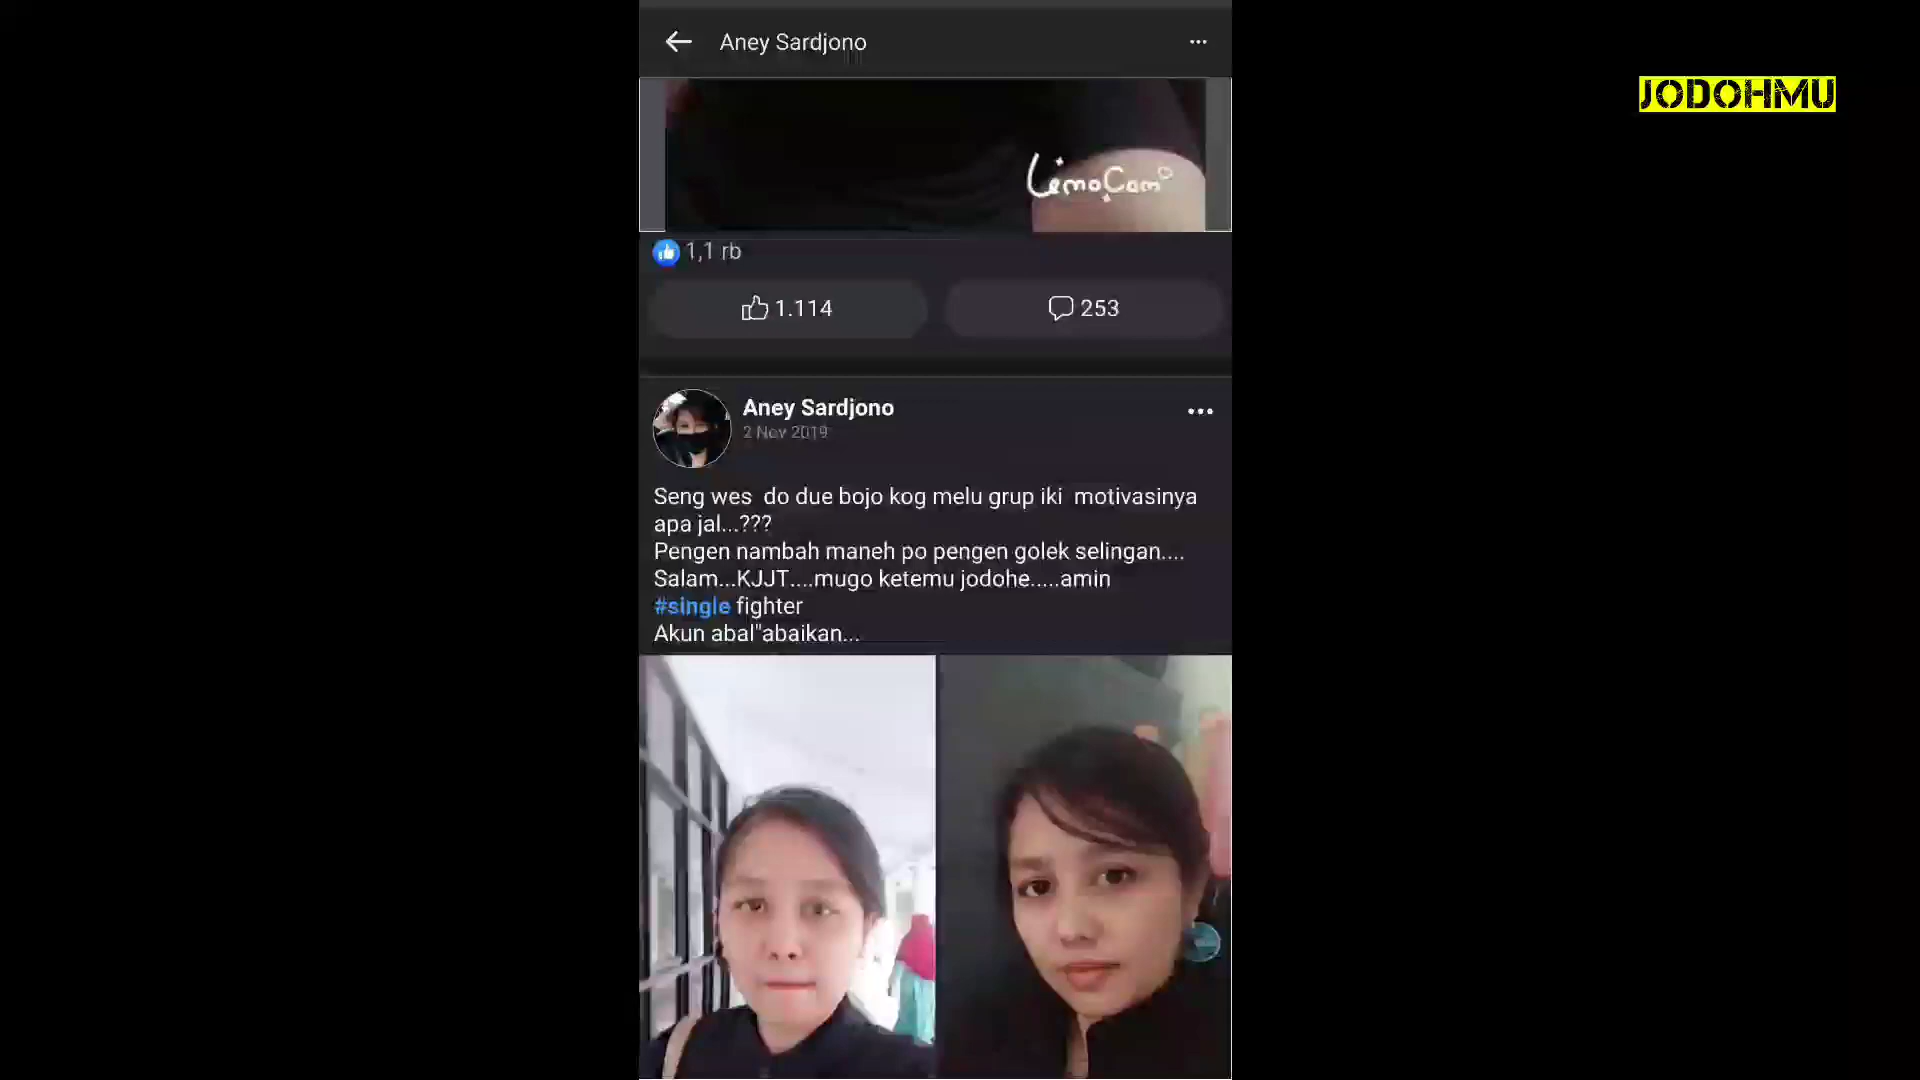 Aney Sardjono
JODOHMU
LemoCam
1,1 rb
1.114
253
Aney Sardjono
2 Nov 2019
Seng wes do due bojo kog melu grup iki motivasinya
apa jal...???
Pengen nambah maneh po pengen golek selingan....
Salam...KJJT....mugo ketemu jodohe.....amin
#single fighter
Akun abal"abaikan...